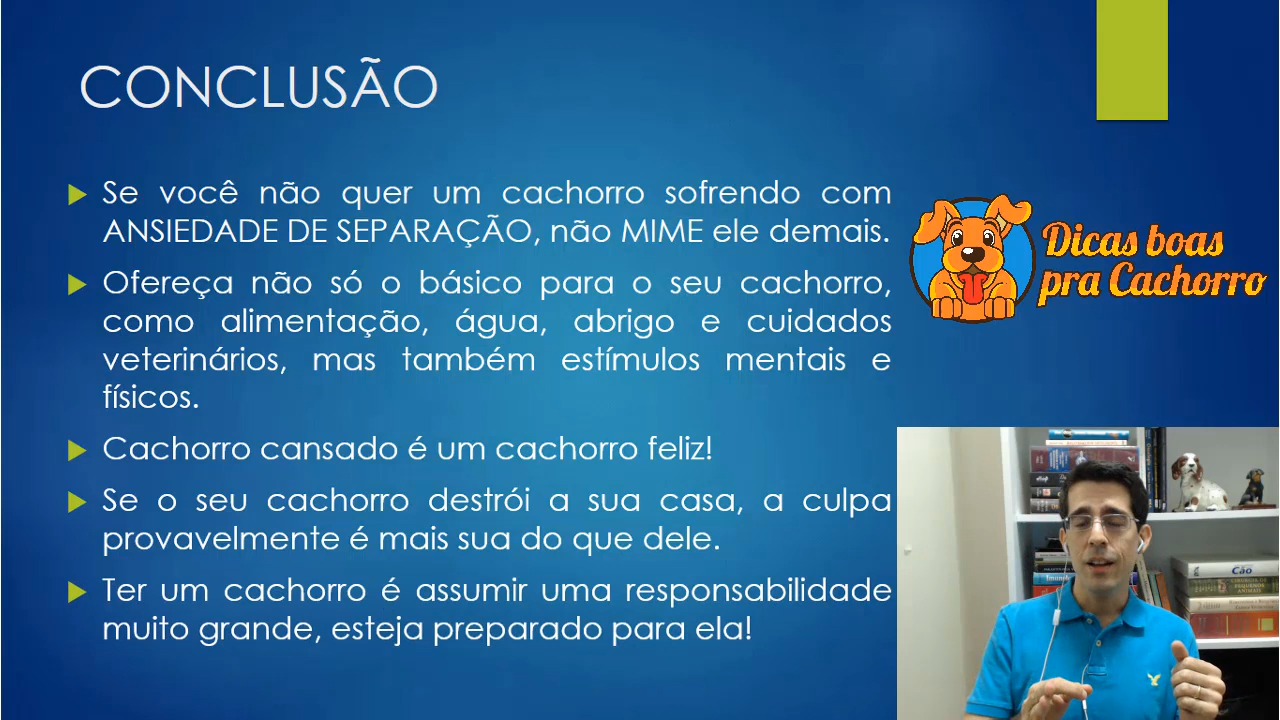 CONCLUSÃO
Se você não quer um cachorro sofrendo com
ANSIEDADE DE SEPARAÇÃO, não MIME ele demais.
Ofereça não só o básico para o seu cachorro,
como alimentação, água, abrigo e cuidados
veterinários, mas também estímulos mentais e
físicos.
Cachorro cansado é um cachorro feliz!
Se o seu cachorro destrói a sua casa, a culpa
provavelmente é mais sua do que dele.
Ter um cachorro é assumir uma responsabilidade
muito grande, esteja preparado para ela!
Dicas boas
pra Cachorro
Cão